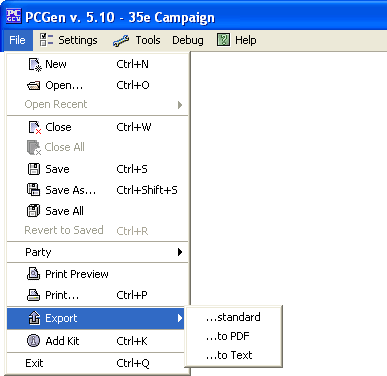 PCGen v. 5.10 - 35e Campaign
File Settings Tools Debug Help
New Ctrl+N
Open... Ctrl+O
Open Recent
Close Ctrl+W
Close All
Save Ctrl+S
Save As... Ctrl+Shift+S
Save All
Revert to Saved Ctrl+R
Party
Print Preview
Print... Ctrl+P
Export ...standard
...to PDF
Add Kit Ctrl+K
...to Text
Exit Ctrl+Q